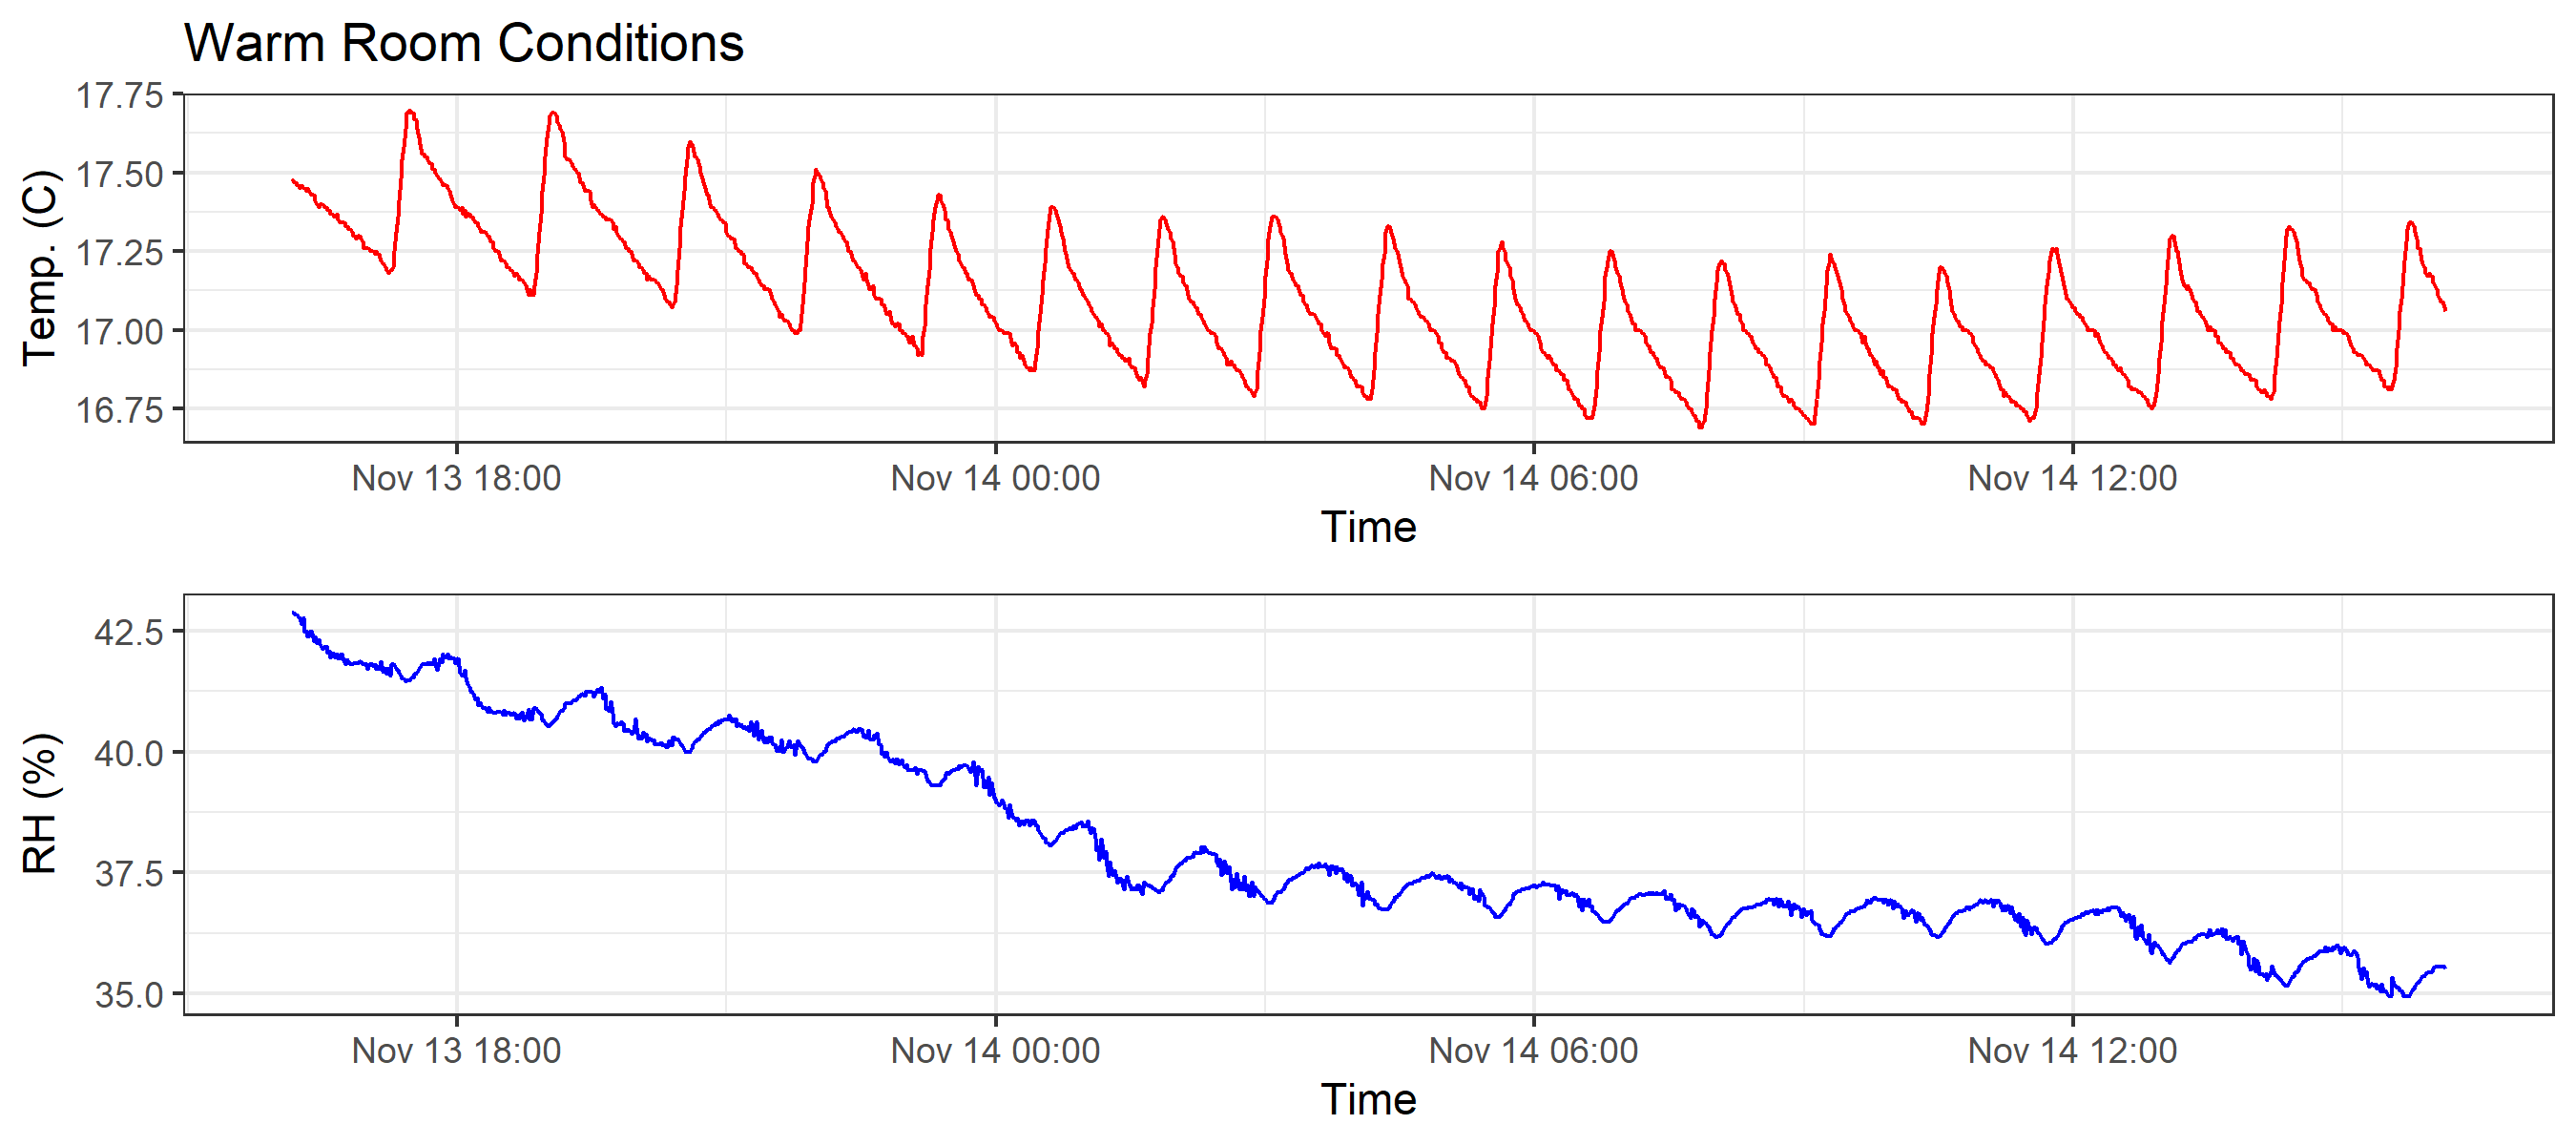 Warm Room Conditions
Temp. (C)
17.75
17.50
17.25
17.00
16.75
Nov 13 18:00 Nov 14 00:00 Nov 14 06:00 Nov 14 12:00
Time
RH (%)
42.5
40.0
37.5
35.0
Nov 13 18:00 Nov 14 00:00 Nov 14 06:00 Nov 14 12:00
Time